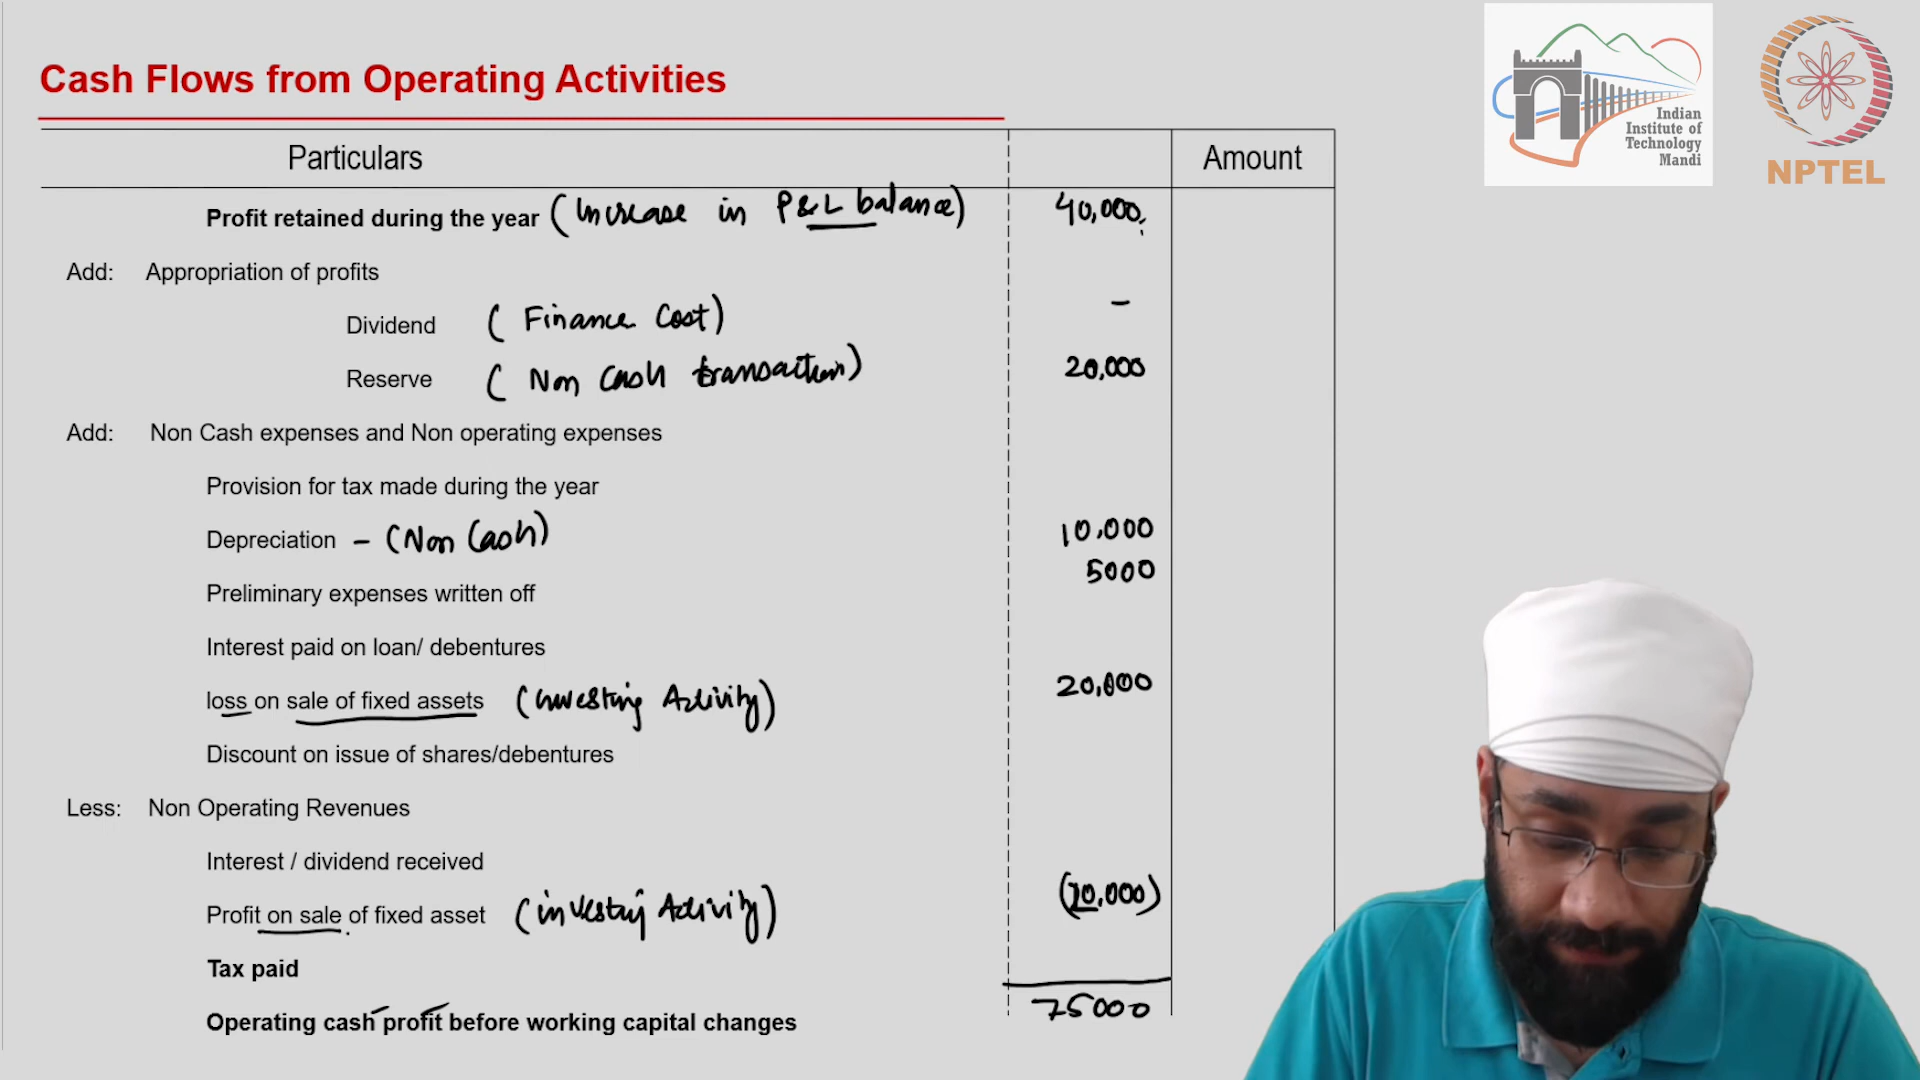 Cash Flows from Operating Activities
Indian
Institute of
Technology
Mandi
NPTEL
Particulars Amount
Profit retained during the year (Increase in P&L balance) 40,000
Add: Appropriation of profits
Dividend (Finance Cost) -
Reserve (Non Cash transaction) 20,000
Add: Non Cash expenses and Non operating expenses
Provision for tax made during the year
Depreciation - (Non Cash) 10,000
Preliminary expenses written off 5000
Interest paid on loan/ debentures
loss on sale of fixed assets (Investing Activity) 20,000
Discount on issue of shares/debentures
Less: Non Operating Revenues
Interest / dividend received
Profit on sale of fixed asset (investing Activity) (20,000)
Tax paid
Operating cash profit before working capital changes 75000